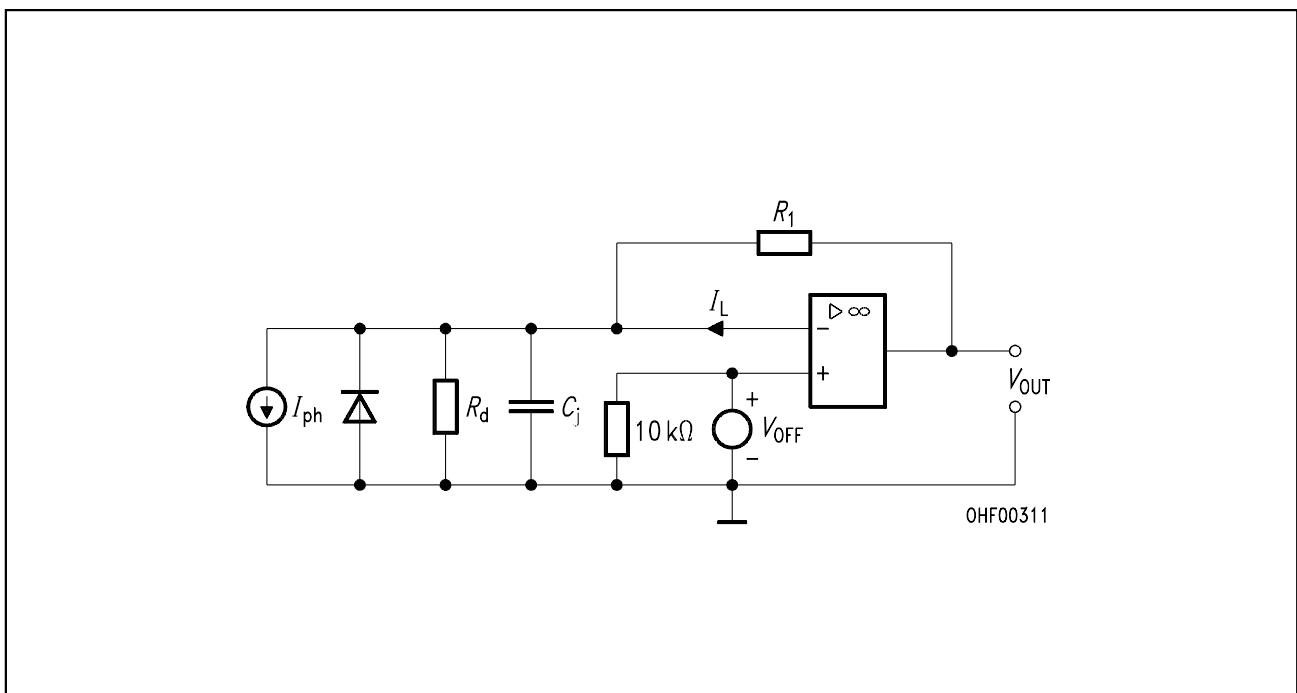 R1
IL
▷ ∞
−
+
Iph
Rd
Cj
10 kΩ
+
VOFF
−
VOUT
OHF00311